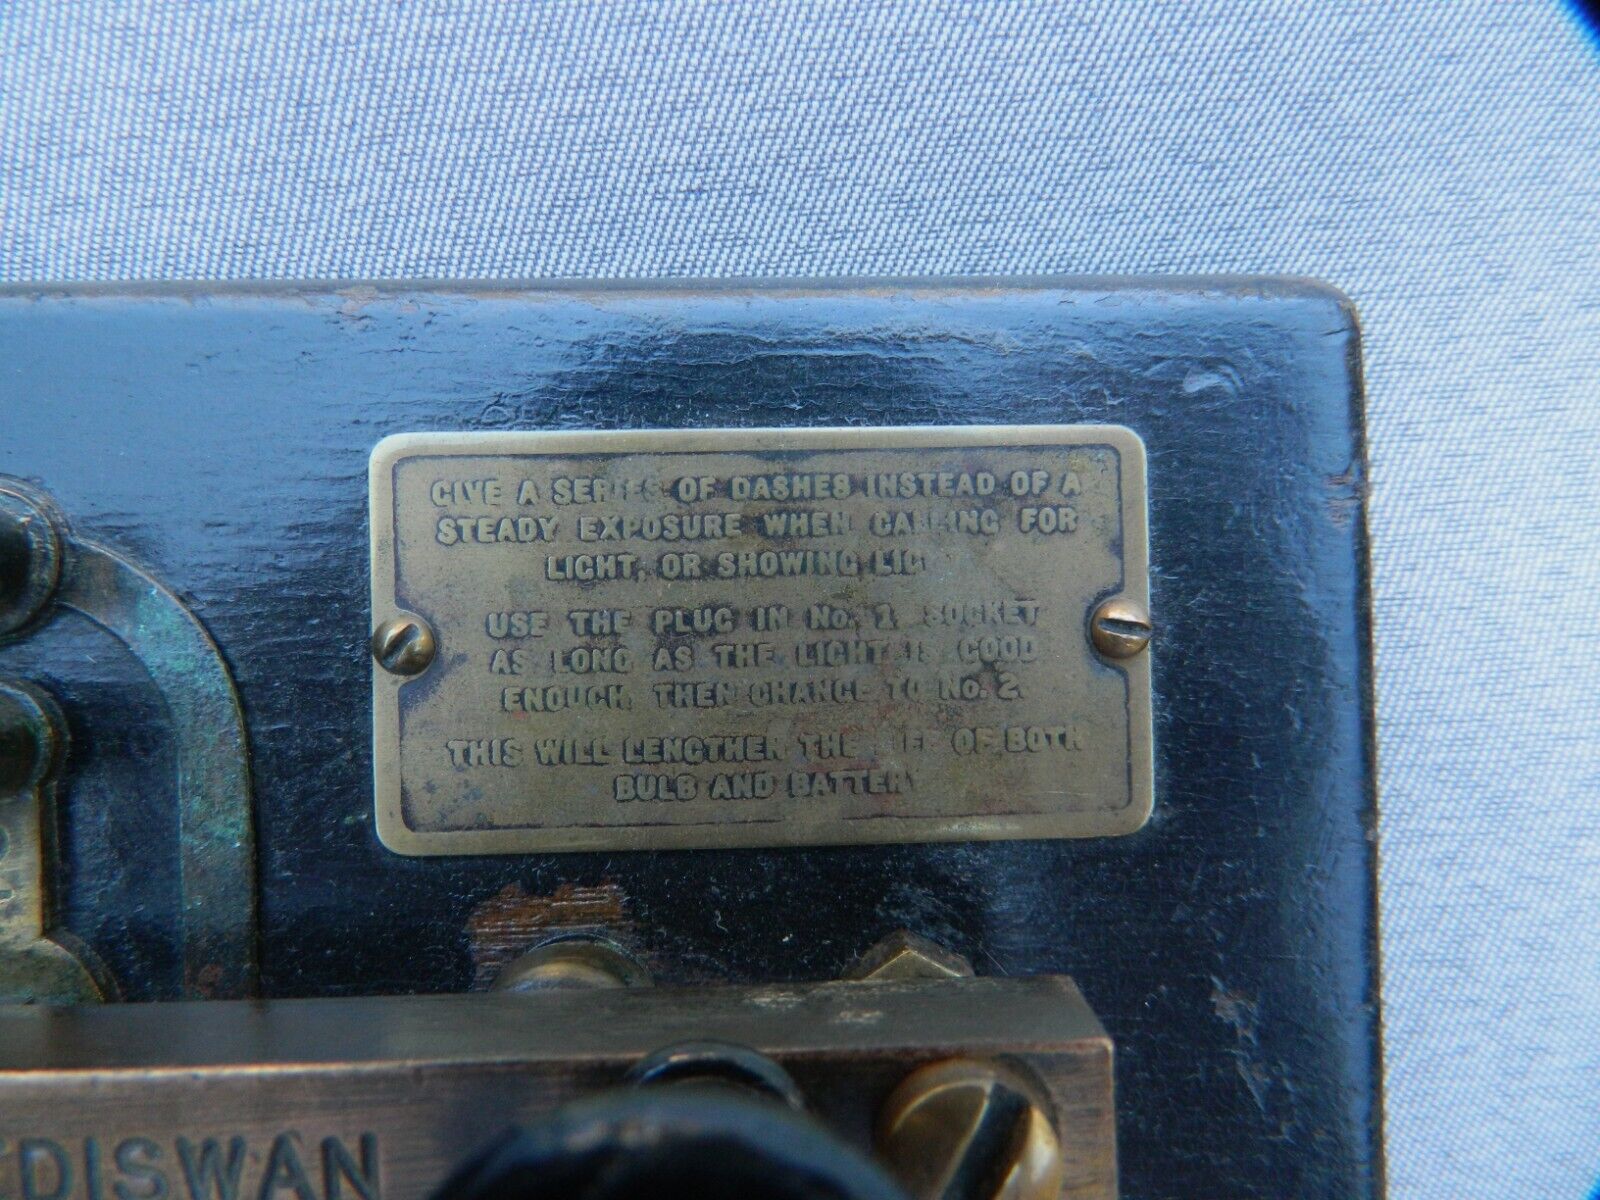 GIVE A SERIES OF DASHES INSTEAD OF A
STEADY EXPOSURE WHEN CALLING FOR
LIGHT, OR SHOWING
USE THE PLUG IN No. 1 SOCKET
AS LONG AS THE LIGHT IS GOOD
ENOUGH, THEN CHANGE TO No. 2.
THIS WILL LENGTHEN THE LIFE OF BOTH
BULB AND BATTERY
EDISWAN